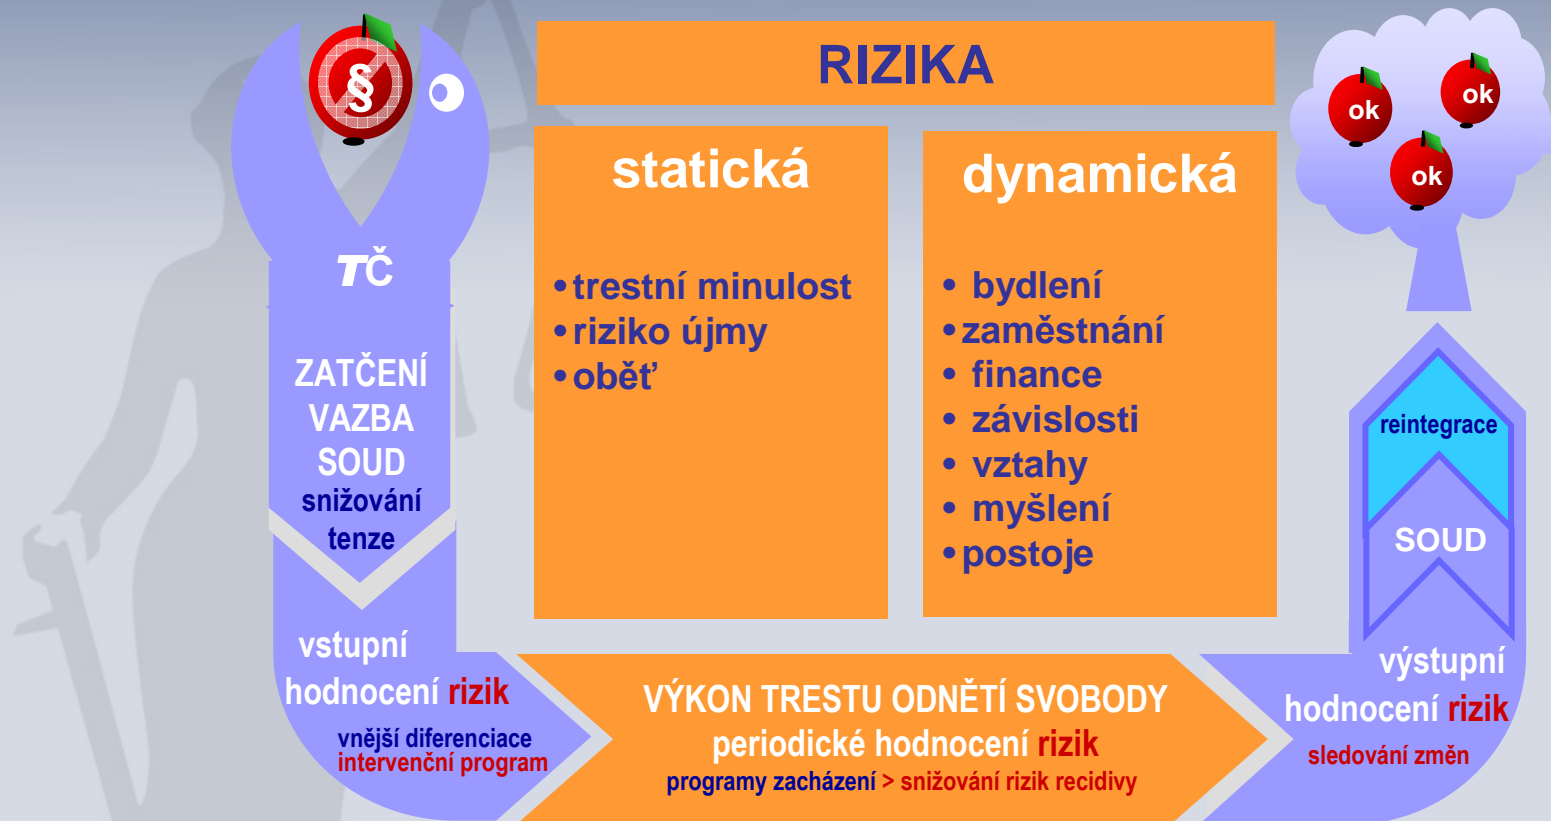 §
TČ
ZATČENÍ
VAZBA
SOUD
snižování
tenze
vstupní
hodnocení rizik
vnější diferenciace
intervenční program
RIZIKA
statická
•trestní minulost
•riziko újmy
•oběť
dynamická
• bydlení
•zaměstnání
• finance
• závislosti
• vztahy
• myšlení
•postoje
VÝKON TRESTU ODNĚTÍ SVOBODY
periodické hodnocení rizik
programy zacházení > snižování rizik recidivy
ok
ok
ok
reintegrace
SOUD
výstupní
hodnocení rizik
sledování změn